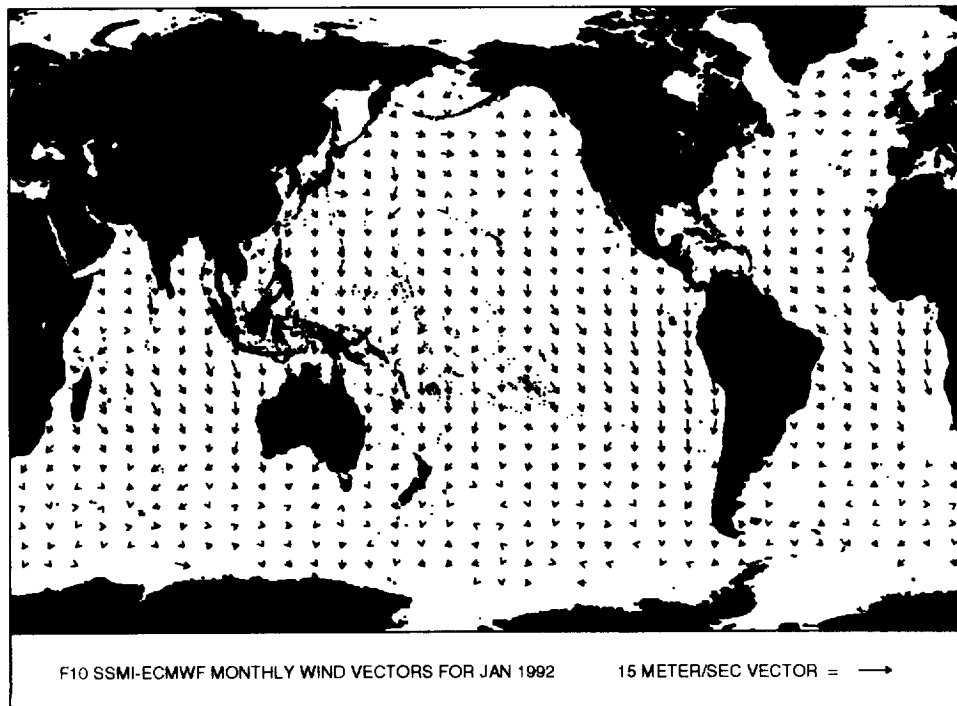 F10 SSMI-ECMWF MONTHLY WIND VECTORS FOR JAN 1992 15 METER/SEC VECTOR =